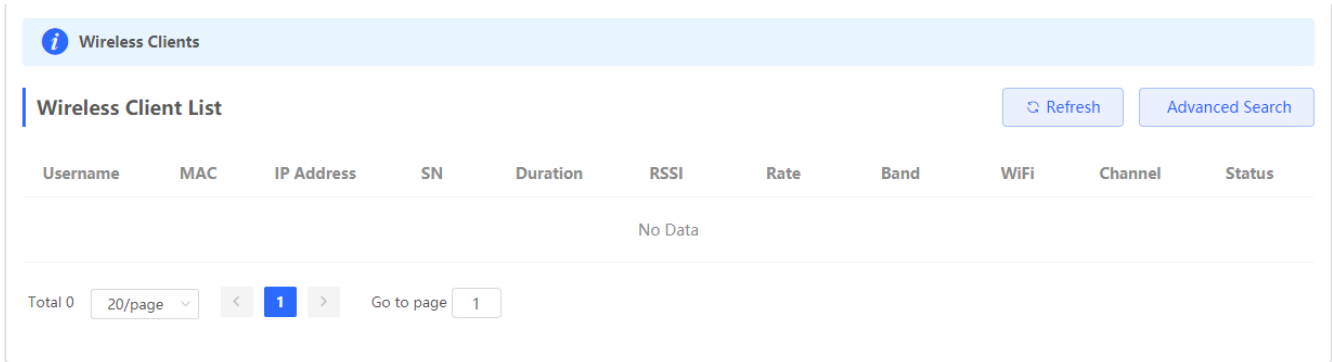 Wireless Clients
Wireless Client List Refresh Advanced Search
Username MAC IP Address SN Duration RSSI Rate Band WiFi Channel Status
No Data
Total 0 20/page 1 Go to page 1